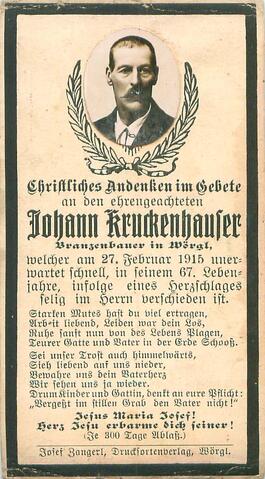 Christliches Andenken im Gebete
an den ehrengeachteten
Johann Kruckenhauser
Branzenbauer in Wörgl,
welcher am 27. Februar 1915 uner-
wartet schnell, in seinem 67. Leben-
jahre, infolge eines Herzschlages
selig im Herrn verschieden ist.
Starken Mutes hast du viel ertragen,
Arbeit liebend, Leiden war dein Los,
Ruhe sanft nun von des Lebens Plagen,
Teurer Gatte und Vater in der Erde Schooß.
Sei unser Trost auch himmelwärts,
Sieh liebend auf uns nieder,
Bewahre uns dein Vaterherz
Wir sehen uns ja wieder.
Drum Kinder und Gattin, denkt an eure Pflicht:
„Vergeßt im stillen Grab den Vater nicht!"
Jesus Maria Josef!
Herz Jesu erbarme dich seiner!
(Je 300 Tage Ablaß.)
Josef Zangerl, Drucksortenverlag, Wörgl.